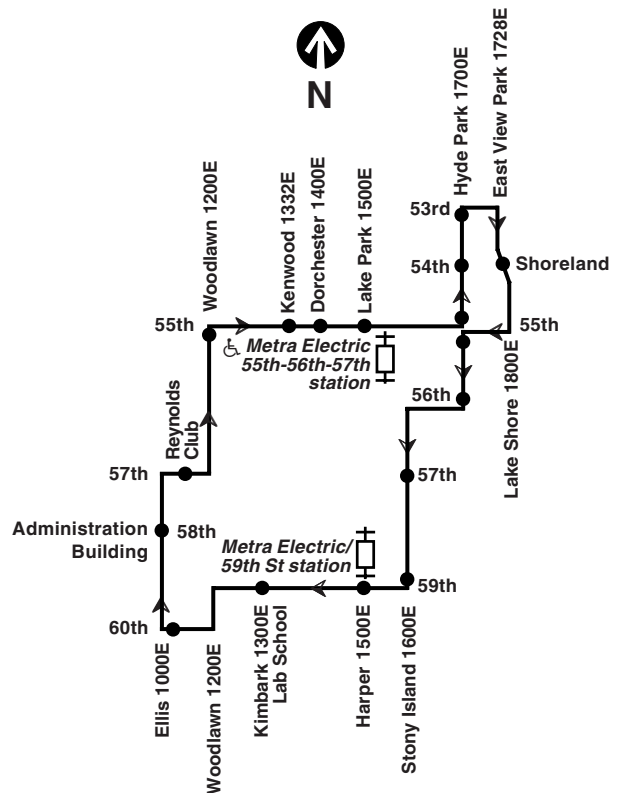 N
Woodlawn 1200E
Kenwood 1332E
Dorchester 1400E
Lake Park 1500E
Hyde Park 1700E
East View Park 1728E
53rd
54th
Shoreland
55th
55th
Metra Electric
55th-56th-57th
station
Lake Shore 1800E
56th
Reynolds
Club
57th
57th
Administration
Building
58th
Metra Electric/
59th St station
59th
60th
Ellis 1000E
Woodlawn 1200E
Kimbark 1300E
Lab School
Harper 1500E
Stony Island 1600E